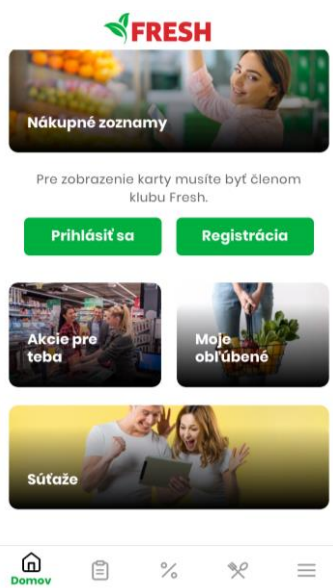 FRESH
Nákupné zoznamy
Pre zobrazenie karty musíte byť členom
klubu Fresh.
Prihlásiť sa
Registrácia
Akcie pre
teba
Moje
obľúbené
Súťaže
Domov